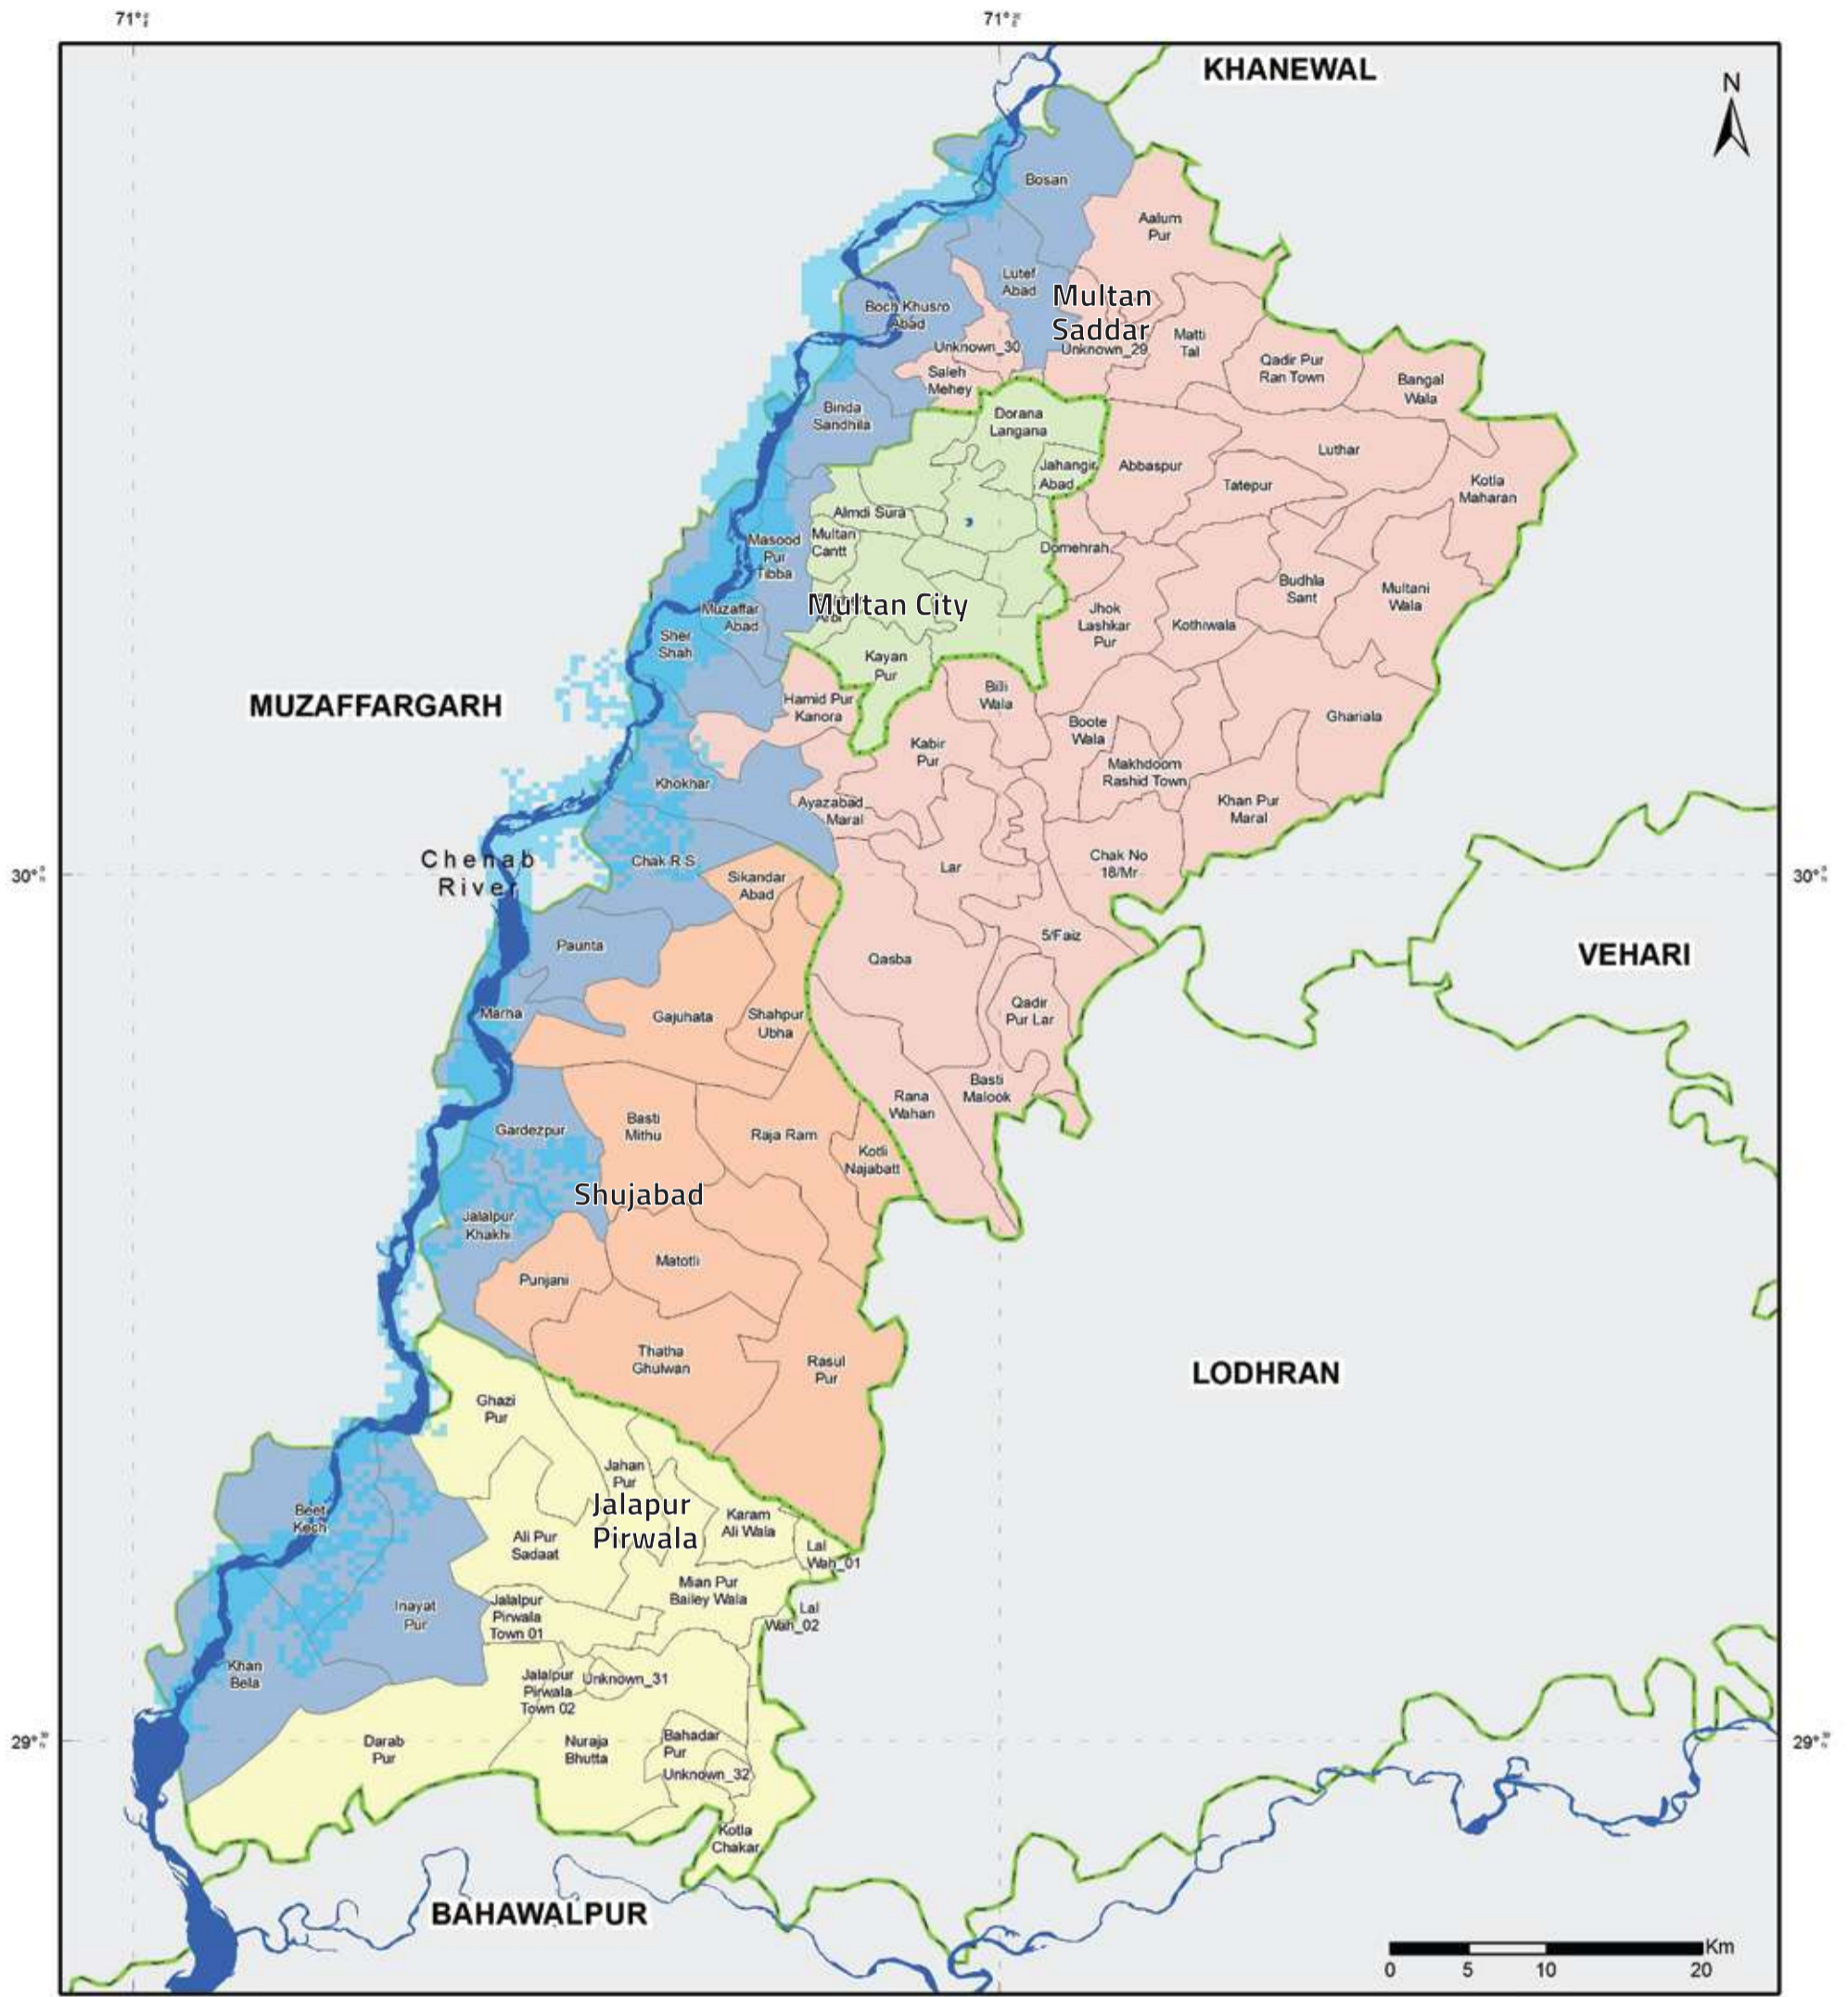 71°
71°
KHANEWAL
N
Bosan
Aalum
Pur
Lutef
Abad
Multan
Saddar
Boch Khusro
Abad
Unknown_30
Unknown_29
Matti
Tal
Qadir Pur
Ran Town
Bangal
Wala
Saleh
Mehey
Binda
Sandhila
Dorana
Langana
Jahangir
Abad
Abbaspur
Luthar
Tatepur
Kotla
Maharan
Almdi Sura
Multan
Cantt
Masood
Pur
Tibba
Domehrah
Budhla
Sant
Multani
Wala
Muzaffar
Abad
Multan City
Jhok
Lashkar
Pur
Kothiwala
Sher
Shah
Kayan
Pur
MUZAFFARGARH
Hamid Pur
Kanora
Billi
Wala
Boote
Wala
Ghariala
Kabir
Pur
Makhdoom
Rashid Town
Khokhar
Ayazabad
Maral
Khan Pur
Maral
Chenab
River
Chak R S
Sikandar
Abad
Lar
Chak No
18/Mr
30°
30°
Paunta
5/Faiz
Qasba
VEHARI
Marha
Gajuhata
Shahpur
Ubha
Qadir
Pur Lar
Rana
Wahan
Basti
Malook
Gardezpur
Basti
Mithu
Raja Ram
Kotli
Najabatt
Shujabad
Jalalpur
Khakhi
Matotli
Punjani
Thatha
Ghulwan
Rasul
Pur
LODHRAN
Ghazi
Pur
Jahan
Pur
Jalapur
Pirwala
Beet
Kech
Ali Pur
Sadaat
Karam
Ali Wala
Lal
Wah_01
Inayat
Pur
Jalalpur
Pirwala
Town 01
Mian Pur
Bailey Wala
Lal
Wah_02
Khan
Bela
Jalalpur
Pirwala
Town 02
Unknown_31
29°
29°
Darab
Pur
Nuraja
Bhutta
Bahadar
Pur
Unknown_32
Kotla
Chakar
BAHAWALPUR
Km
0 5 10 20